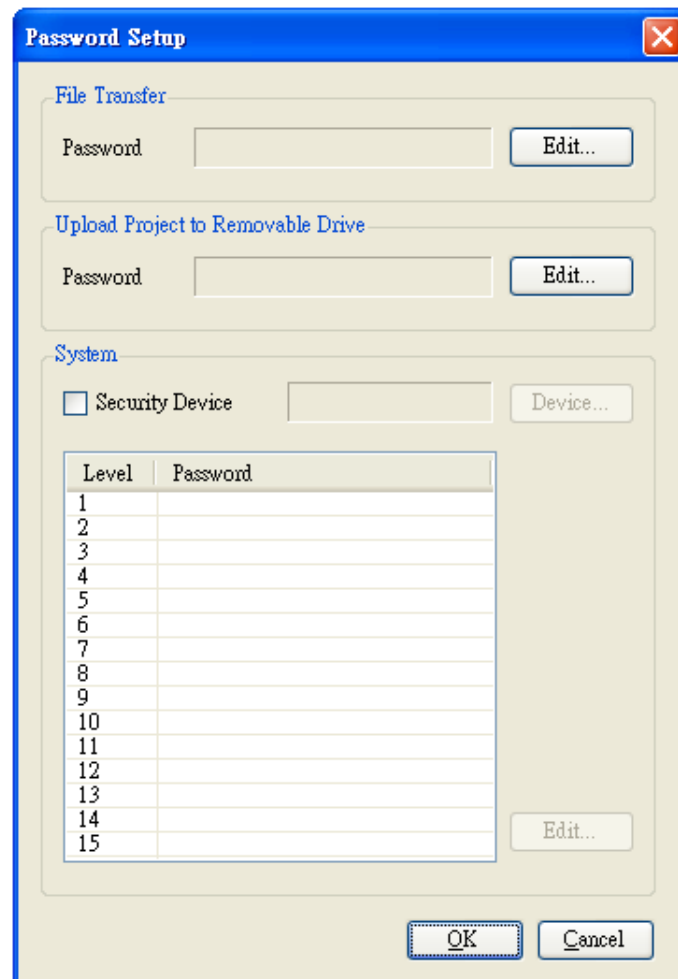 Password Setup
File Transfer
Password Edit...
Upload Project to Removable Drive
Password Edit...
System
Security Device Device...
Level Password
1
2
3
4
5
6
7
8
9
10
11
12
13
14
15
Edit...
OK Cancel